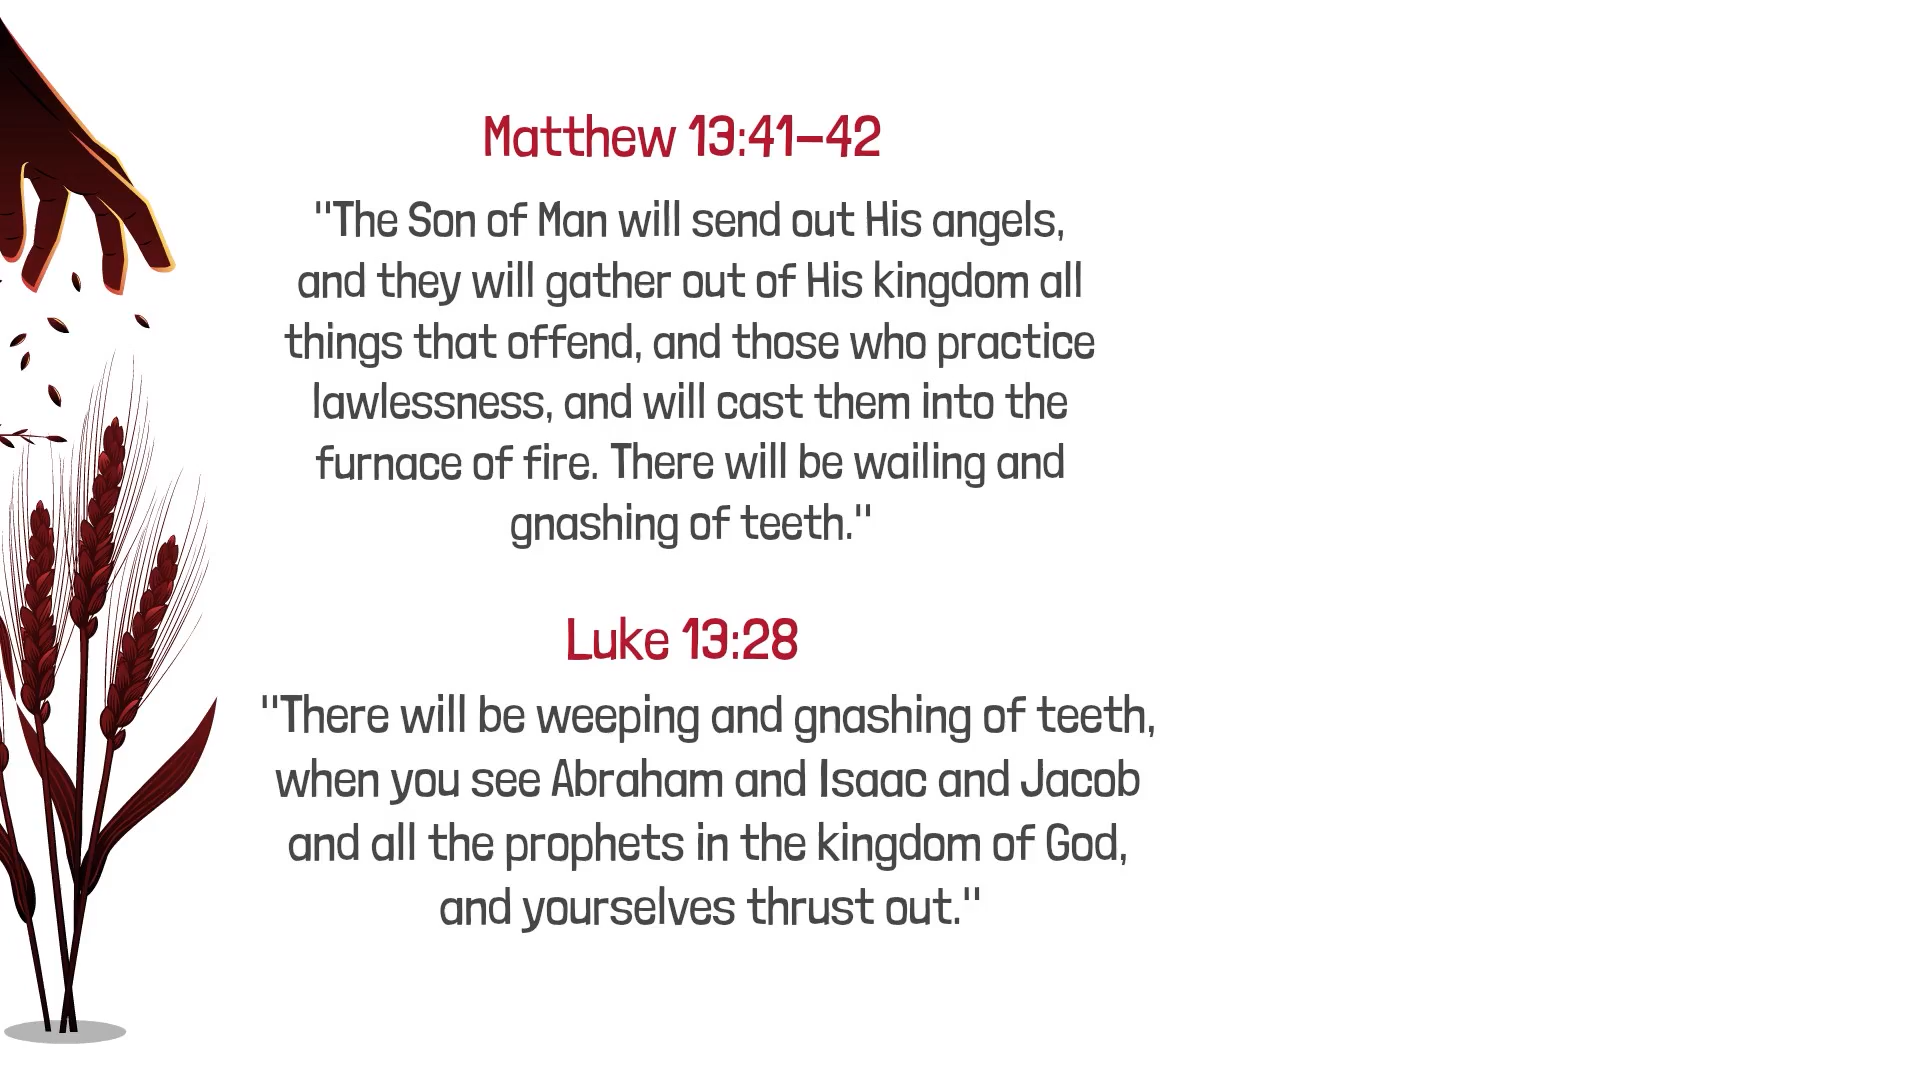 Matthew 13:41–42
"The Son of Man will send out His angels,
and they will gather out of His kingdom all
things that offend, and those who practice
lawlessness, and will cast them into the
furnace of fire. There will be wailing and
gnashing of teeth."
Luke 13:28
"There will be weeping and gnashing of teeth,
when you see Abraham and Isaac and Jacob
and all the prophets in the kingdom of God,
and yourselves thrust out."